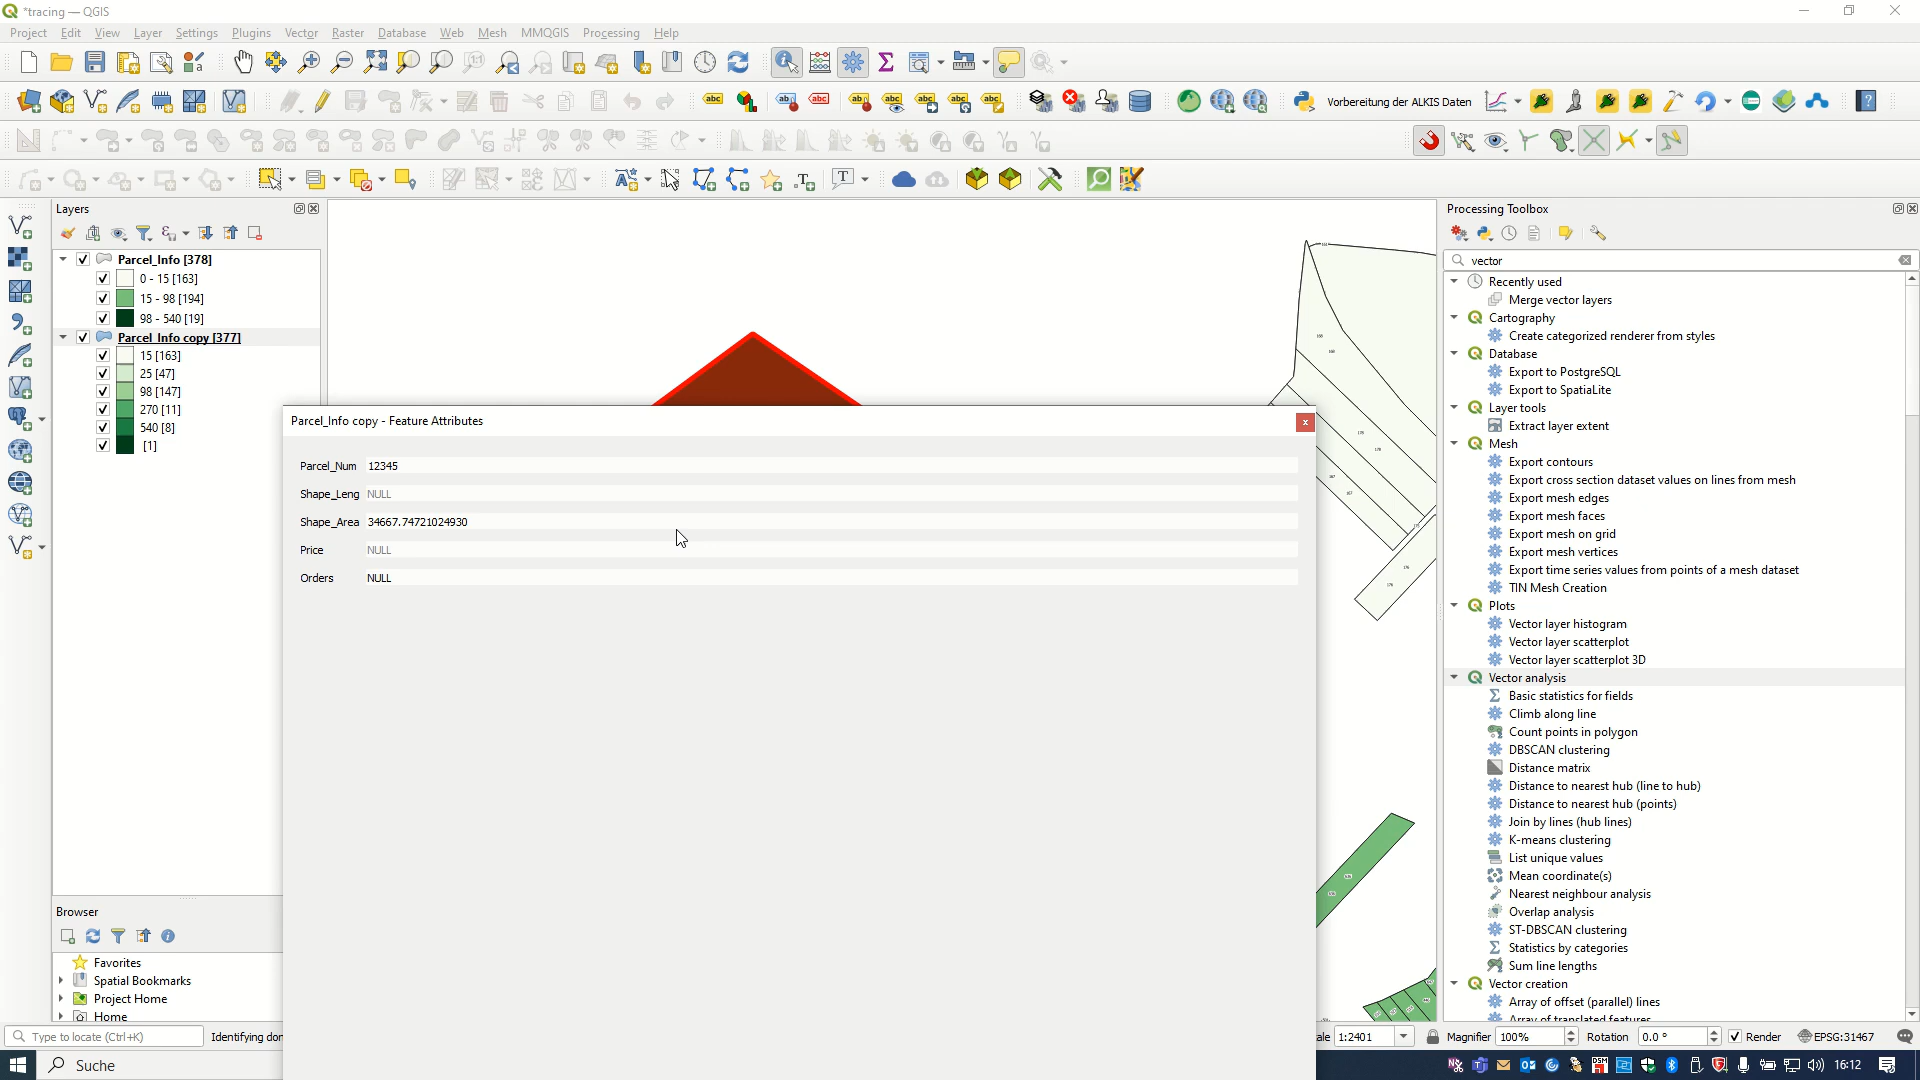 *tracing — QGIS
Project Edit View Layer Settings Plugins Vector Raster Database Web Mesh MMQGIS Processing Help
Vorbereitung der ALKIS Daten
Layers
Parcel_Info [378]
0 - 15 [163]
15 - 98 [194]
98 - 540 [19]
Parcel_Info copy [377]
15 [163]
25 [47]
98 [147]
270 [11]
540 [8]
[1]
Parcel_Info copy - Feature Attributes
Parcel_Num 12345
Shape_Leng NULL
Shape_Area 34667.74721024930
Price NULL
Orders NULL
Browser
Favorites
Spatial Bookmarks
Project Home
Home
Processing Toolbox
vector
Recently used
Merge vector layers
Cartography
Create categorized renderer from styles
Database
Export to PostgreSQL
Export to SpatiaLite
Layer tools
Extract layer extent
Mesh
Export contours
Export cross section dataset values on lines from mesh
Export mesh edges
Export mesh faces
Export mesh on grid
Export mesh vertices
Export time series values from points of a mesh dataset
TIN Mesh Creation
Plots
Vector layer histogram
Vector layer scatterplot
Vector layer scatterplot 3D
Vector analysis
Basic statistics for fields
Climb along line
Count points in polygon
DBSCAN clustering
Distance matrix
Distance to nearest hub (line to hub)
Distance to nearest hub (points)
Join by lines (hub lines)
K-means clustering
List unique values
Mean coordinate(s)
Nearest neighbour analysis
Overlap analysis
ST-DBSCAN clustering
Statistics by categories
Sum line lengths
Vector creation
Array of offset (parallel) lines
Array of translated features
Type to locate (Ctrl+K) Identifying don
ale 1:2401 Magnifier 100% Rotation 0.0 ° Render EPSG:31467
Suche
16:12